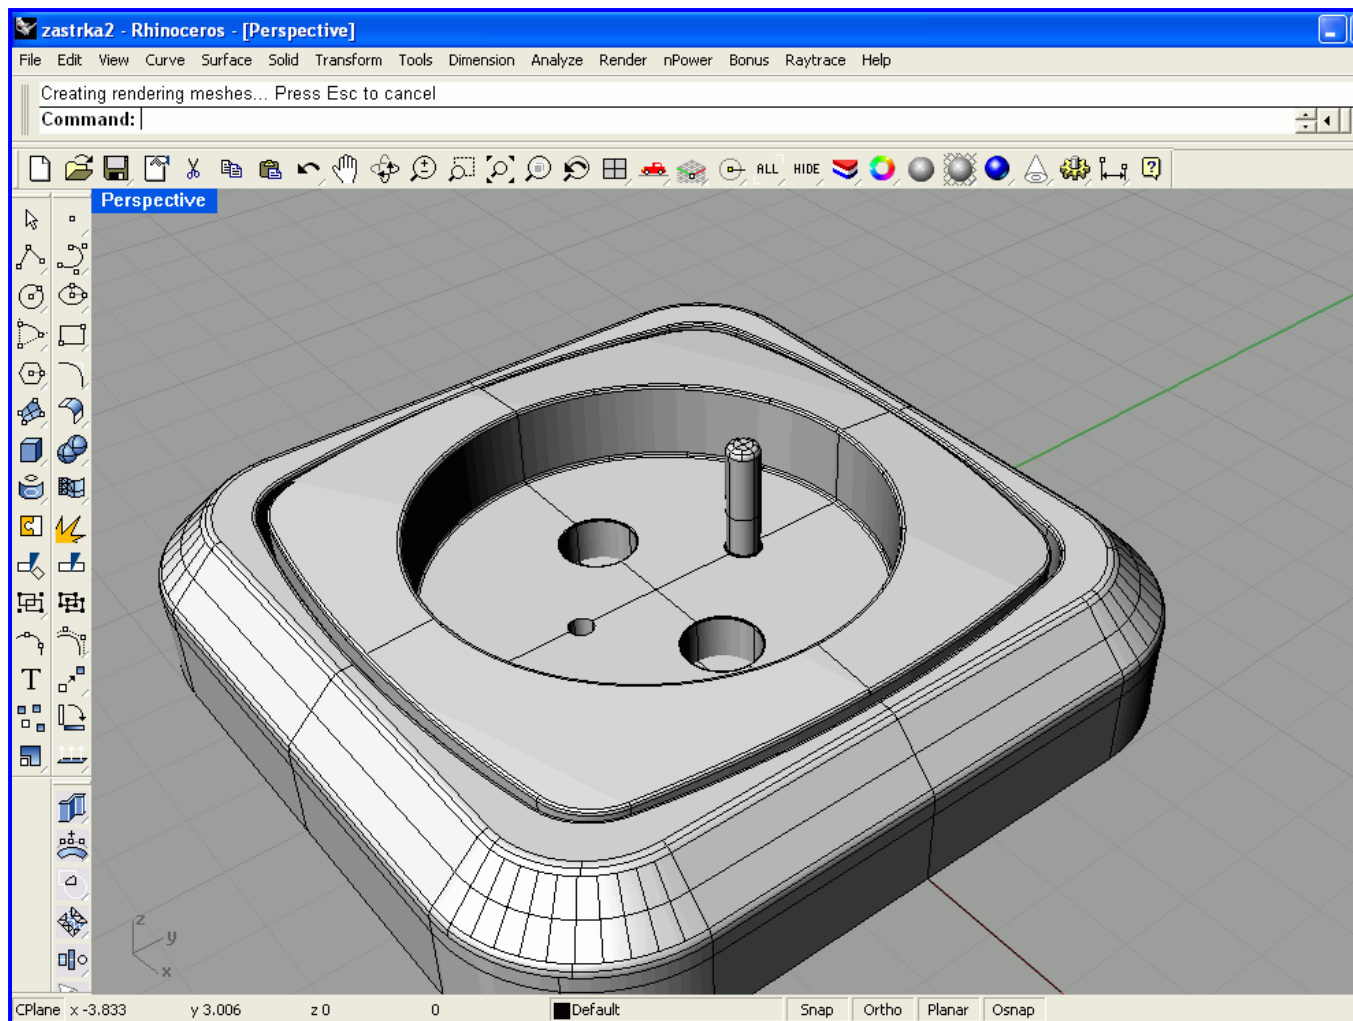 zastrka2 - Rhinoceros - [Perspective]
File Edit View Curve Surface Solid Transform Tools Dimension Analyze Render nPower Bonus Raytrace Help
Creating rendering meshes... Press Esc to cancel
Command:
ALL HIDE
Perspective
T
z
y
x
CPlane x -3.833 y 3.006 z 0 0 Default Snap Ortho Planar Osnap